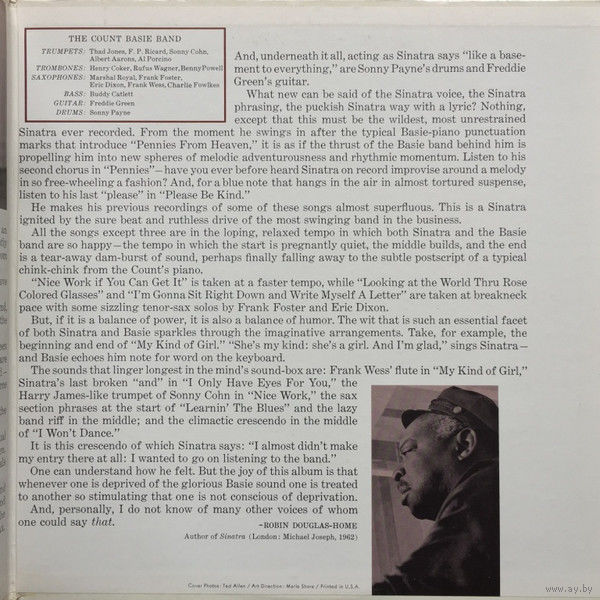 THE COUNT BASIE BAND
TRUMPETS: Thad Jones, F. P. Ricard, Sonny Cohn,
Albert Aarons, Al Porcino
TROMBONES: Henry Coker, Rufus Wagner, Benny Powell
SAXOPHONES: Marshal Royal, Frank Foster,
Eric Dixon, Frank Wess, Charlie Fowlkes
BASS: Buddy Catlett
GUITAR: Freddie Green
DRUMS: Sonny Payne
And, underneath it all, acting as Sinatra says "like a base-
ment to everything," are Sonny Payne's drums and Freddie
Green's guitar.
What new can be said of the Sinatra voice, the Sinatra
phrasing, the puckish Sinatra way with a lyric? Nothing,
except that this must be the wildest, most unrestrained
Sinatra ever recorded. From the moment he swings in after the typical Basie-piano punctuation
marks that introduce "Pennies From Heaven," it is as if the thrust of the Basie band behind him is
propelling him into new spheres of melodic adventurousness and rhythmic momentum. Listen to his
second chorus in "Pennies"—have you ever before heard Sinatra on record improvise around a melody
in so free-wheeling a fashion? And, for a blue note that hangs in the air in almost tortured suspense,
listen to his last "please" in "Please Be Kind."
He makes his previous recordings of some of these songs almost superfluous. This is a Sinatra
ignited by the sure beat and ruthless drive of the most swinging band in the business.
All the songs except three are in the loping, relaxed tempo in which both Sinatra and the Basie
band are so happy—the tempo in which the start is pregnantly quiet, the middle builds, and the end
is a tear-away dam-burst of sound, perhaps finally falling away to the subtle postscript of a typical
chink-chink from the Count's piano.
"Nice Work if You Can Get It" is taken at a faster tempo, while "Looking at the World Thru Rose
Colored Glasses" and "I'm Gonna Sit Right Down and Write Myself A Letter" are taken at breakneck
pace with some sizzling tenor-sax solos by Frank Foster and Eric Dixon.
But, if it is a balance of power, it is also a balance of humor. The wit that is such an essential facet
of both Sinatra and Basie sparkles through the imaginative arrangements. Take, for example, the
beginning and end of "My Kind of Girl." "She's my kind: she's a girl. And I'm glad," sings Sinatra—
and Basie echoes him note for word on the keyboard.
The sounds that linger longest in the mind's sound-box are: Frank Wess' flute in "My Kind of Girl,"
Sinatra's last broken "and" in "I Only Have Eyes For You," the
Harry James-like trumpet of Sonny Cohn in "Nice Work," the sax
section phrases at the start of "Learnin' The Blues" and the lazy
band riff in the middle; and the climactic crescendo in the middle
of "I Won't Dance."
It is this crescendo of which Sinatra says: "I almost didn't make
my entry there at all: I wanted to go on listening to the band."
One can understand how he felt. But the joy of this album is that
whenever one is deprived of the glorious Basie sound one is treated
to another so stimulating that one is not conscious of deprivation.
And, personally, I do not know of many other voices of whom
one could say that.
-ROBIN DOUGLAS-HOME
Author of Sinatra (London: Michael Joseph, 1962)
Cover Photos: Ted Allen / Art Direction: Merle Shore / Printed in U.S.A.
www.ay.by